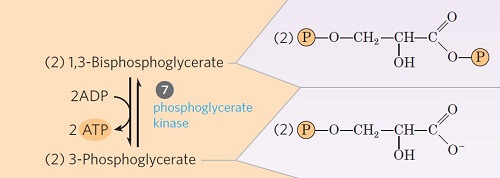 (2) 1,3-Bisphosphoglycerate
2ADP
7
phosphoglycerate
kinase
2 ATP
(2) 3-Phosphoglycerate
(2) P—O—CH₂—CH—C
O
OH
O—P
(2) P—O—CH₂—CH—C
O
OH
O⁻